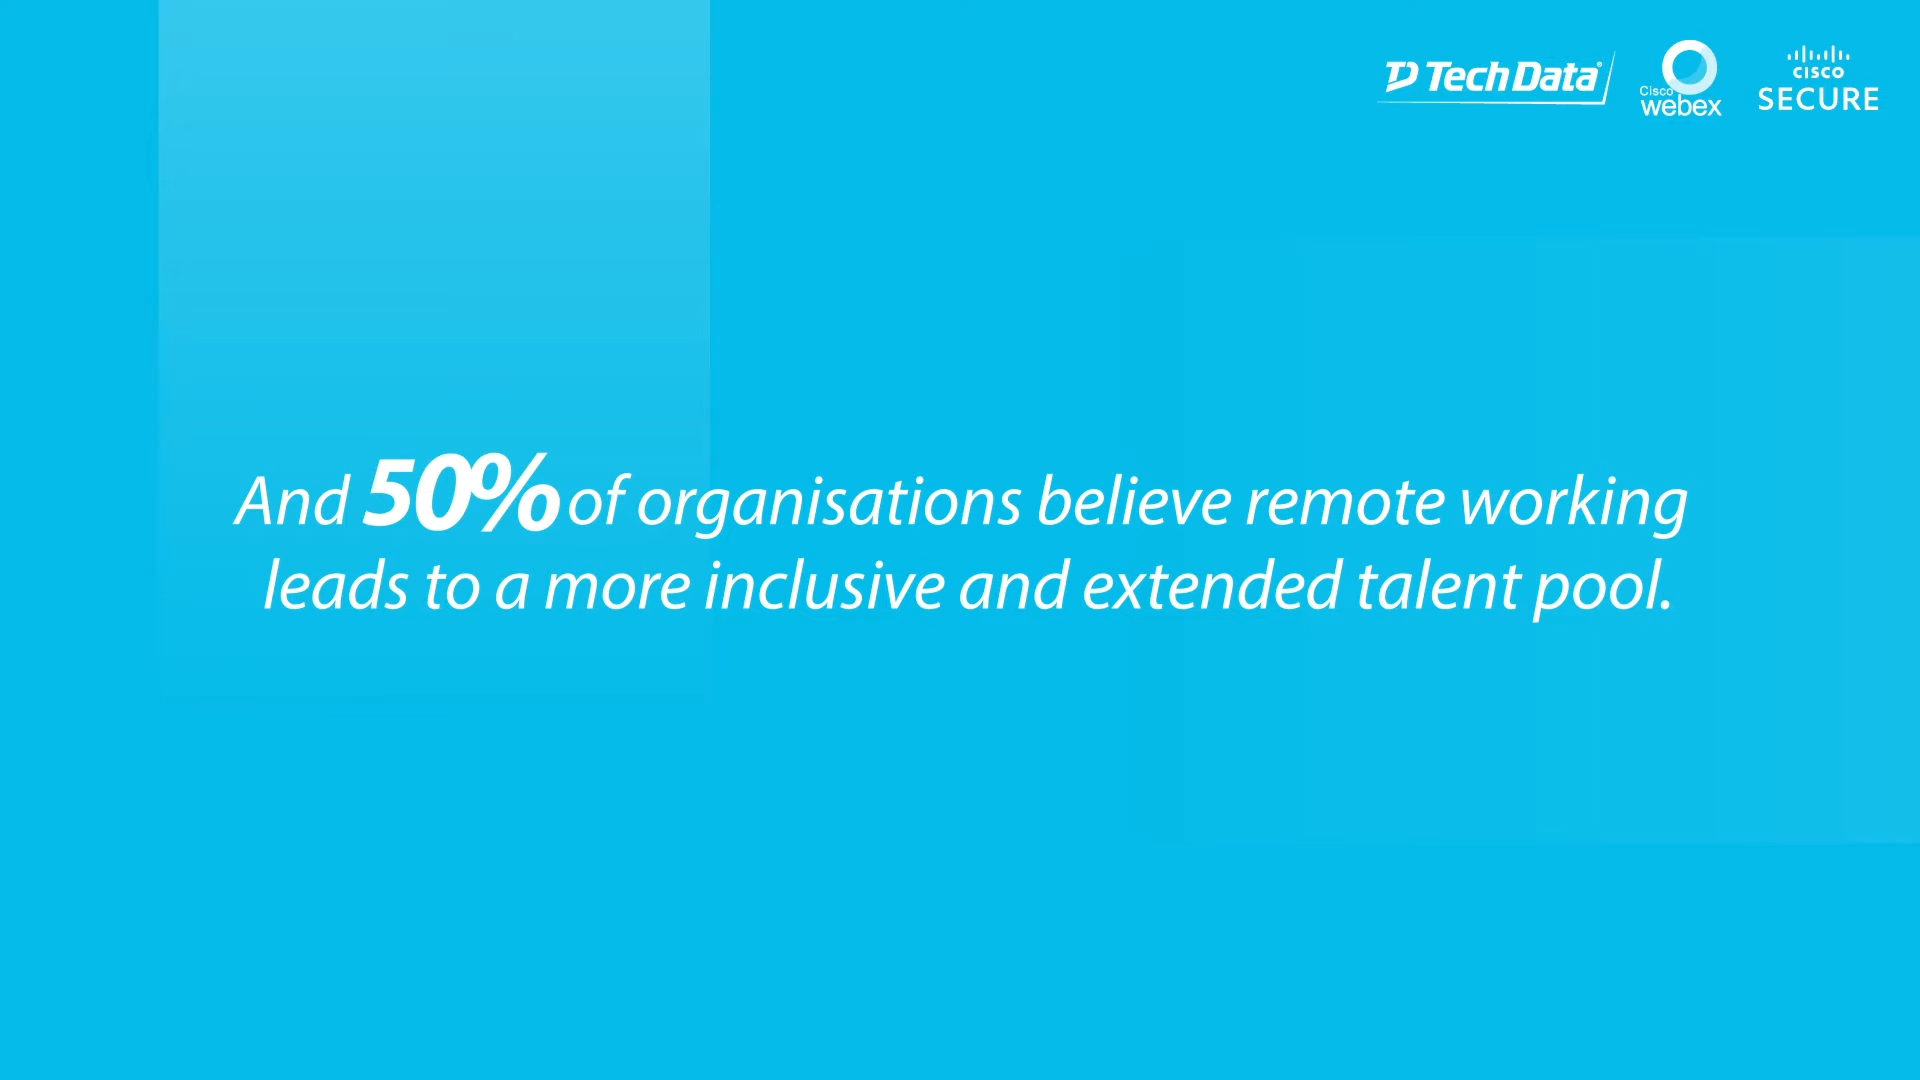 TD Tech Data®
Cisco
webex
CISCO
SECURE
And 50% of organisations believe remote working
leads to a more inclusive and extended talent pool.